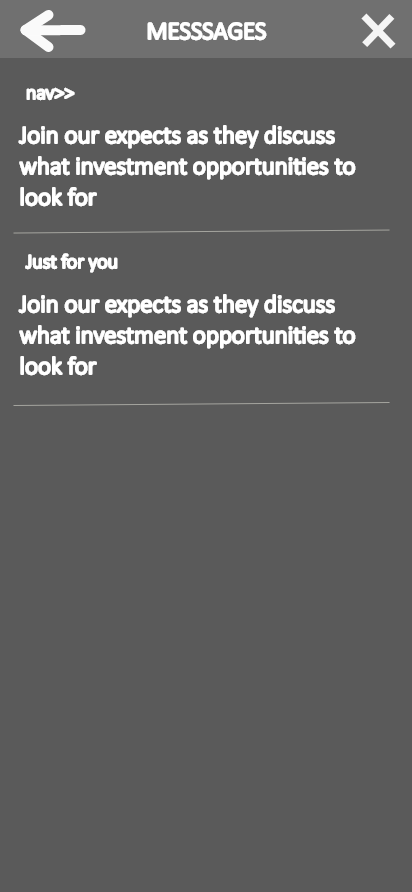 MESSSAGES
nav>>
Join our expects as they discuss
what investment opportunities to
look for
Just for you
Join our expects as they discuss
what investment opportunities to
look for